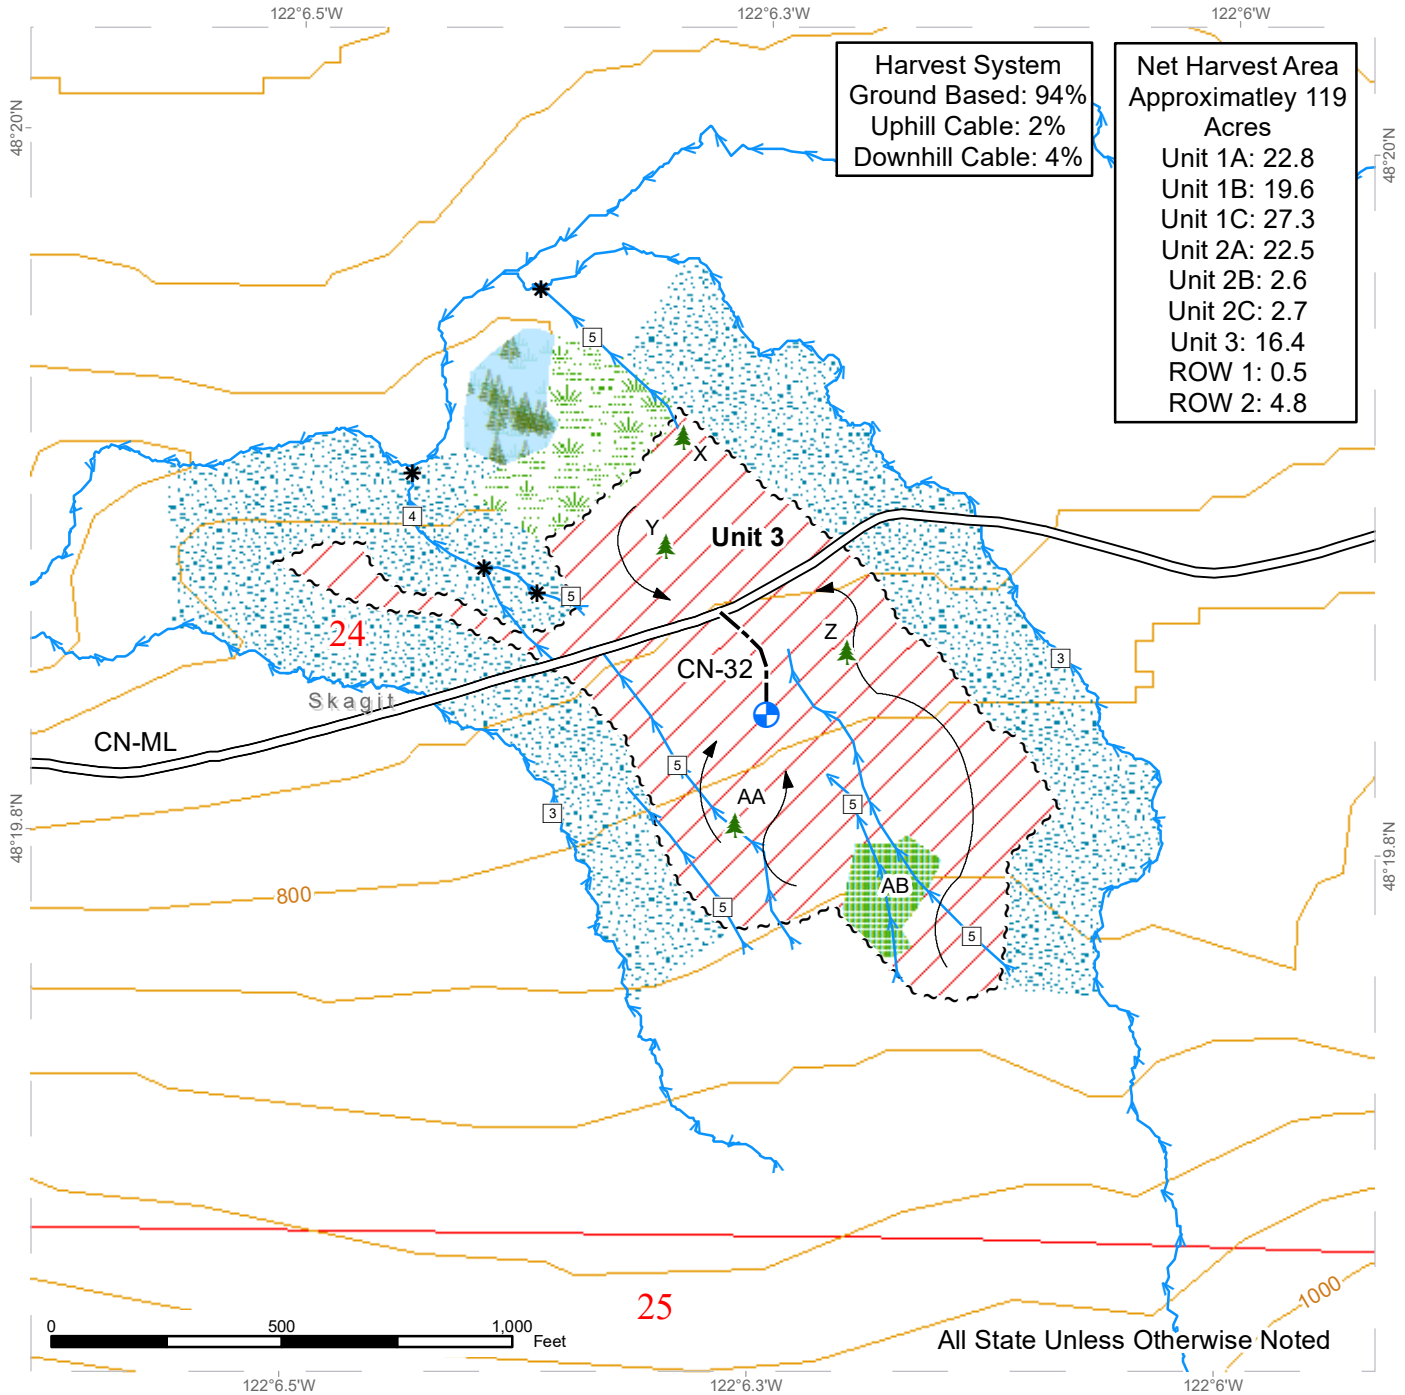 122°6.5'W
122°6.3'W
122°6'W
48°20'N
48°20'N
Harvest System
Ground Based: 94%
Uphill Cable: 2%
Downhill Cable: 4%
Net Harvest Area
Approximatley 119
Acres
Unit 1A: 22.8
Unit 1B: 19.6
Unit 1C: 27.3
Unit 2A: 22.5
Unit 2B: 2.6
Unit 2C: 2.7
Unit 3: 16.4
ROW 1: 0.5
ROW 2: 4.8
5
X
4
Y
Unit 3
5
24
Z
3
CN-32
Skagit
CN-ML
5
AA
5
3
48°19.8'N
48°19.8'N
800
AB
5
5
1000
25
0
500
1,000
Feet
All State Unless Otherwise Noted
122°6.5'W
122°6.3'W
122°6'W